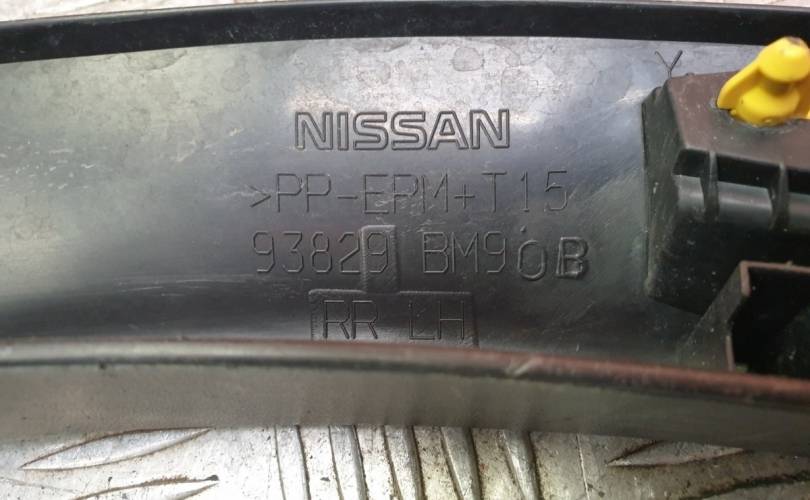 NISSAN
>PP-EPM+T15
93829 BM90B
RR LH